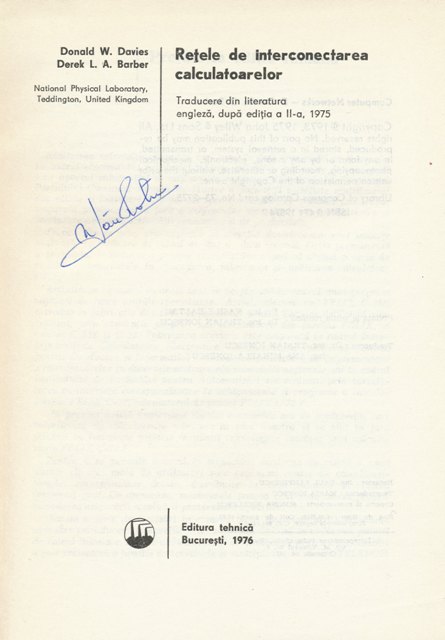 Donald W. Davies
Derek L. A. Barber
National Physical Laboratory,
Teddington, United Kingdom
Rețele de interconectarea
calculatoarelor
Traducere din literatura
engleză, după ediția a II-a, 1975
Editura tehnică
București, 1976